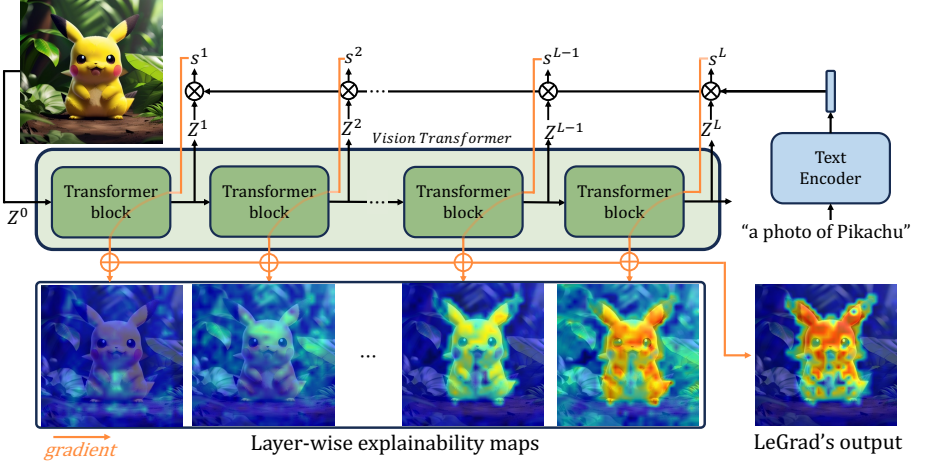 s¹
s²
s^{L−1}
s^L
...
Z¹
Z²
Z^{L−1}
Z^L
Vision Transformer
Transformer
block
Transformer
block
...
Transformer
block
Transformer
block
Text
Encoder
Z⁰
“a photo of Pikachu”
...
gradient
Layer-wise explainability maps
LeGrad’s output